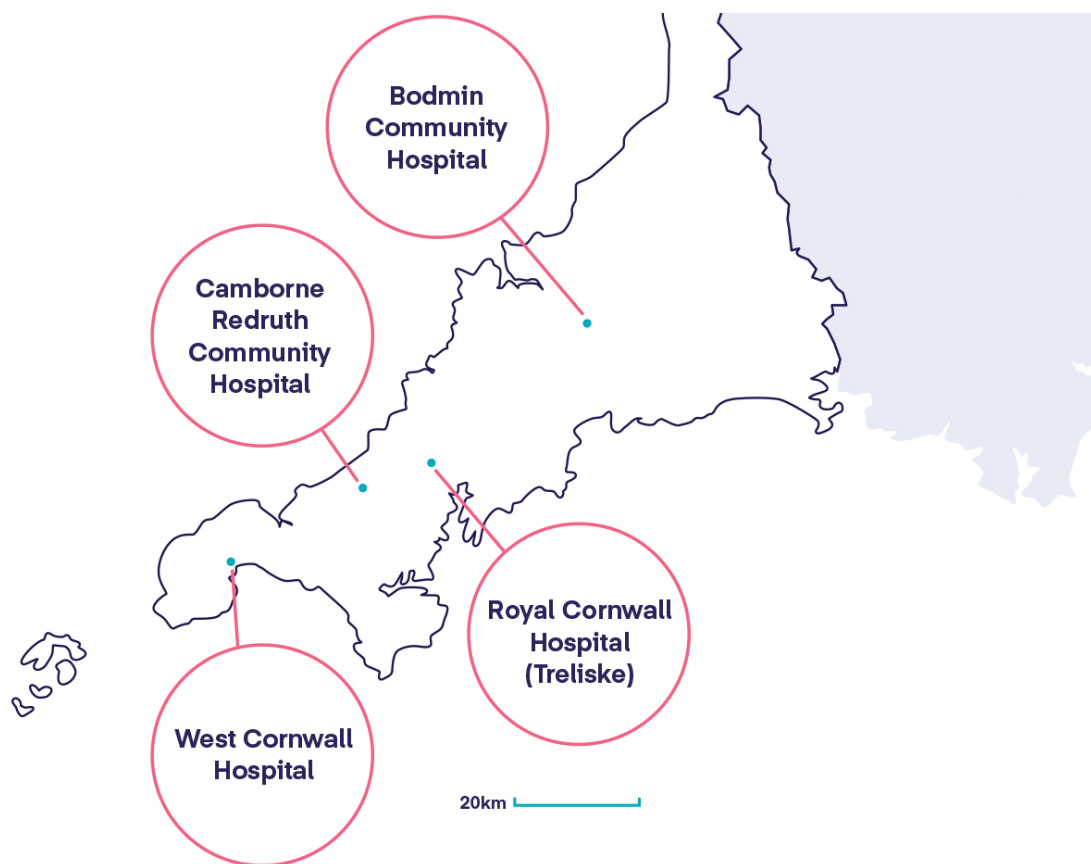 Bodmin
Community
Hospital
Camborne
Redruth
Community
Hospital
Royal Cornwall
Hospital
(Treliske)
West Cornwall
Hospital
20km